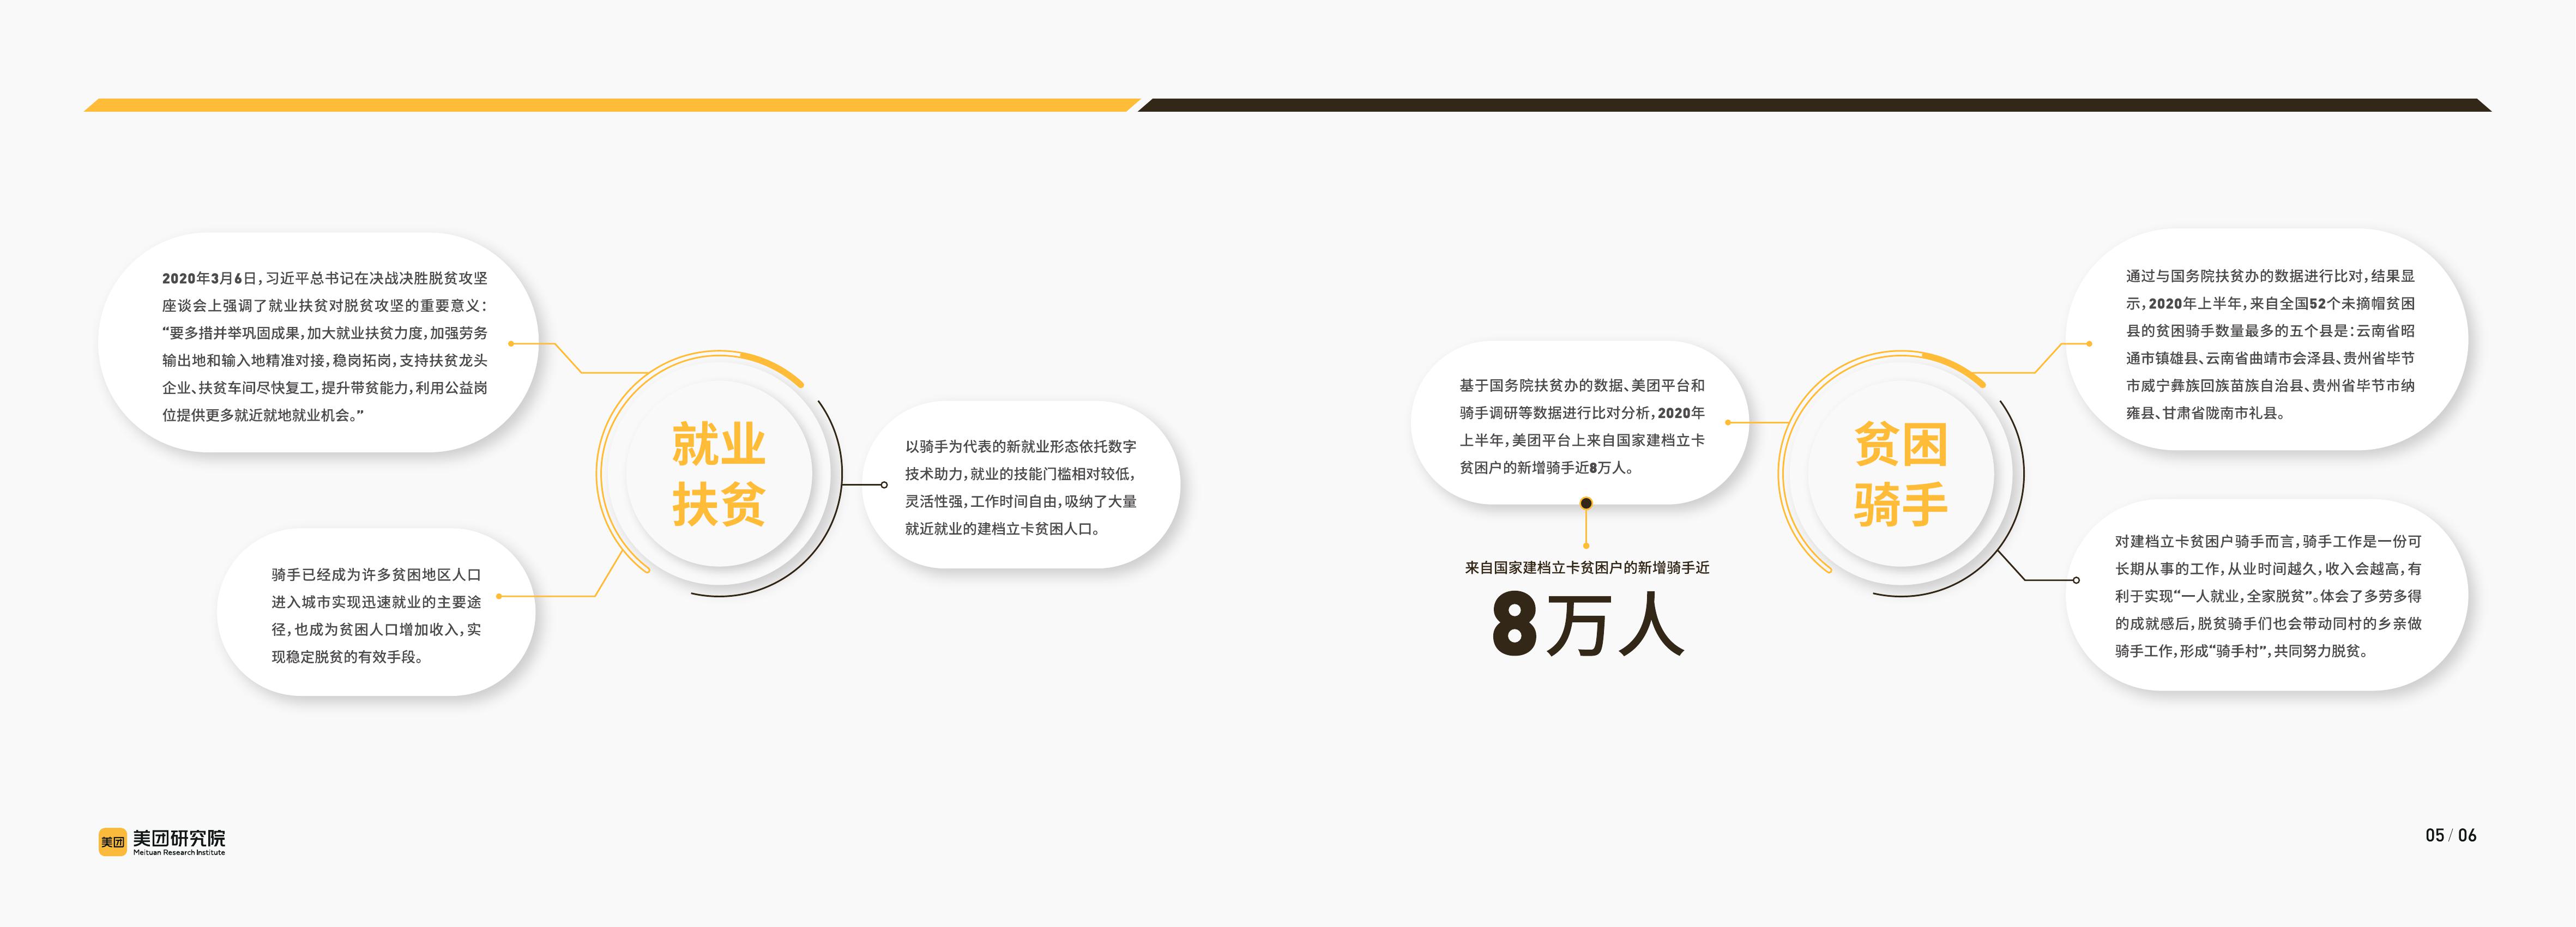 2020年3月6日，习近平总书记在决战决胜脱贫攻坚
座谈会上强调了就业扶贫对脱贫攻坚的重要意义：
“要多措并举巩固成果，加大就业扶贫力度，加强劳务
输出地和输入地精准对接，稳岗拓岗，支持扶贫龙头
企业、扶贫车间尽快复工，提升带贫能力，利用公益岗
位提供更多就近就地就业机会。”
骑手已经成为许多贫困地区人口
进入城市实现迅速就业的主要途
径，也成为贫困人口增加收入，实
现稳定脱贫的有效手段。
就业
扶贫
以骑手为代表的新就业形态依托数字
技术助力，就业的技能门槛相对较低，
灵活性强，工作时间自由，吸纳了大量
就近就业的建档立卡贫困人口。
基于国务院扶贫办的数据、美团平台和
骑手调研等数据进行比对分析，2020年
上半年，美团平台上来自国家建档立卡
贫困户的新增骑手近8万人。
来自国家建档立卡贫困户的新增骑手近
8万人
贫困
骑手
通过与国务院扶贫办的数据进行比对，结果显
示，2020年上半年，来自全国52个未摘帽贫困
县的贫困骑手数量最多的五个县是：云南省昭
通市镇雄县、云南省曲靖市会泽县、贵州省毕节
市威宁彝族回族苗族自治县、贵州省毕节市纳
雍县、甘肃省陇南市礼县。
对建档立卡贫困户骑手而言，骑手工作是一份可
长期从事的工作，从业时间越久，收入会越高，有
利于实现“一人就业，全家脱贫”。体会了多劳多得
的成就感后，脱贫骑手们也会带动同村的乡亲做
骑手工作，形成“骑手村”，共同努力脱贫。
美团 美团研究院
Meituan Research Institute
05 / 06